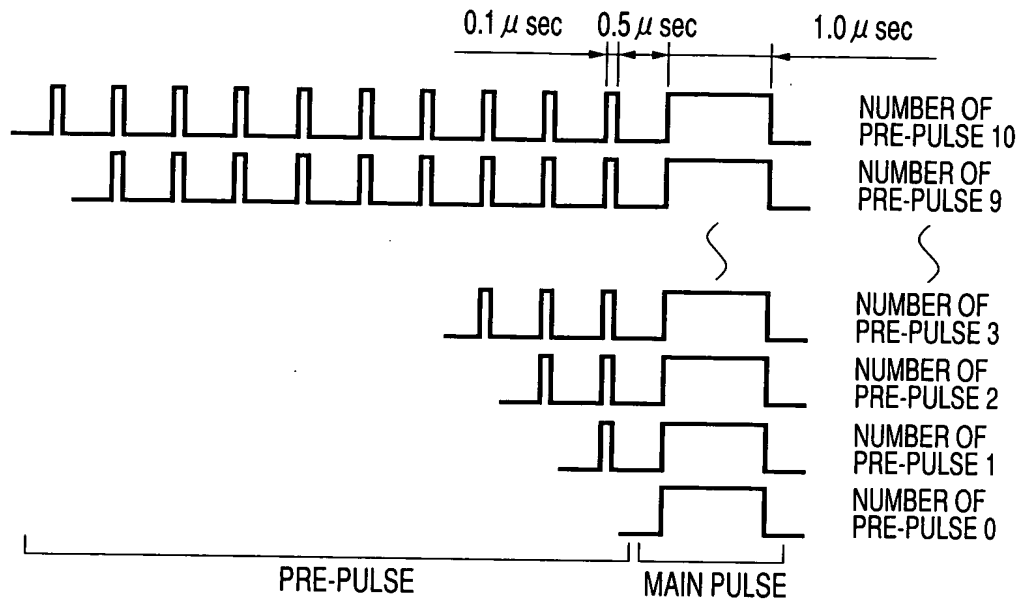 0.1 μ sec 0.5 μ sec 1.0 μ sec
NUMBER OF
PRE-PULSE 10
NUMBER OF
PRE-PULSE 9
NUMBER OF
PRE-PULSE 3
NUMBER OF
PRE-PULSE 2
NUMBER OF
PRE-PULSE 1
NUMBER OF
PRE-PULSE 0
PRE-PULSE MAIN PULSE